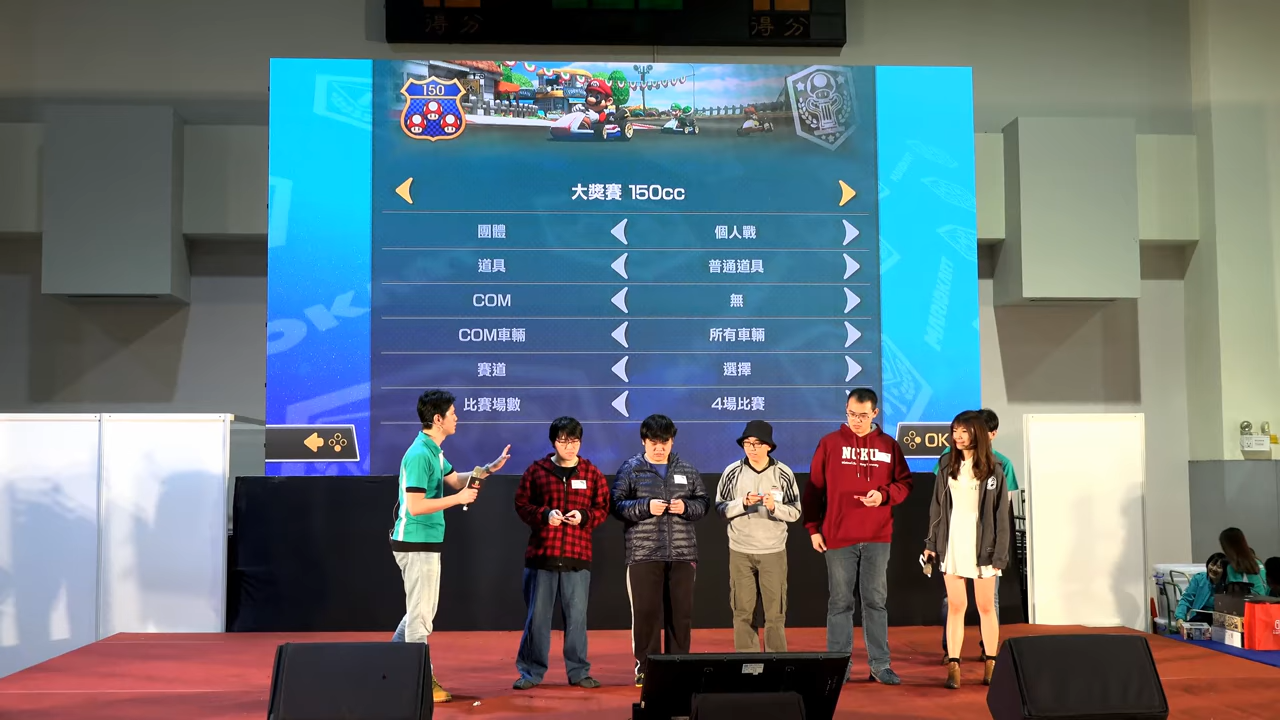 得分 得分
150
大獎賽 150cc
團體 個人戰
道具 普通道具
COM 無
COM車輛 所有車輛
賽道 選擇
比賽場數 4場比賽
OK
NCKU
MARIOKART